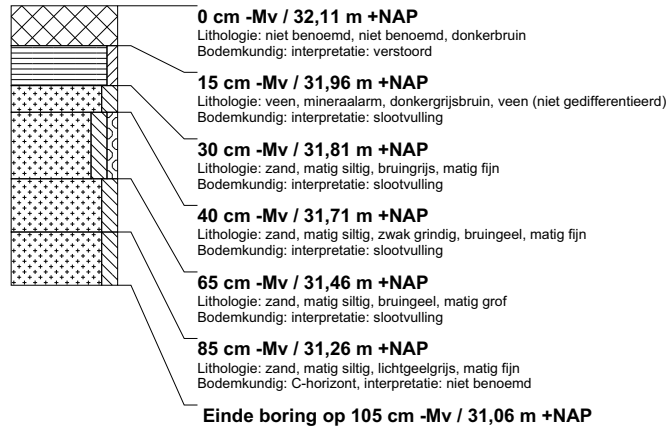 0 cm -Mv / 32,11 m +NAP
Lithologie: niet benoemd, niet benoemd, donkerbruin
Bodemkundig: interpretatie: verstoord
15 cm -Mv / 31,96 m +NAP
Lithologie: veen, mineraalarm, donkergrijsbruin, veen (niet gedifferentieerd)
Bodemkundig: interpretatie: slootvulling
30 cm -Mv / 31,81 m +NAP
Lithologie: zand, matig siltig, bruingrijs, matig fijn
Bodemkundig: interpretatie: slootvulling
40 cm -Mv / 31,71 m +NAP
Lithologie: zand, matig siltig, zwak grindig, bruingeel, matig fijn
Bodemkundig: interpretatie: slootvulling
65 cm -Mv / 31,46 m +NAP
Lithologie: zand, matig siltig, bruingeel, matig grof
Bodemkundig: interpretatie: slootvulling
85 cm -Mv / 31,26 m +NAP
Lithologie: zand, matig siltig, lichtgeelgrijs, matig fijn
Bodemkundig: C-horizont, interpretatie: niet benoemd
Einde boring op 105 cm -Mv / 31,06 m +NAP